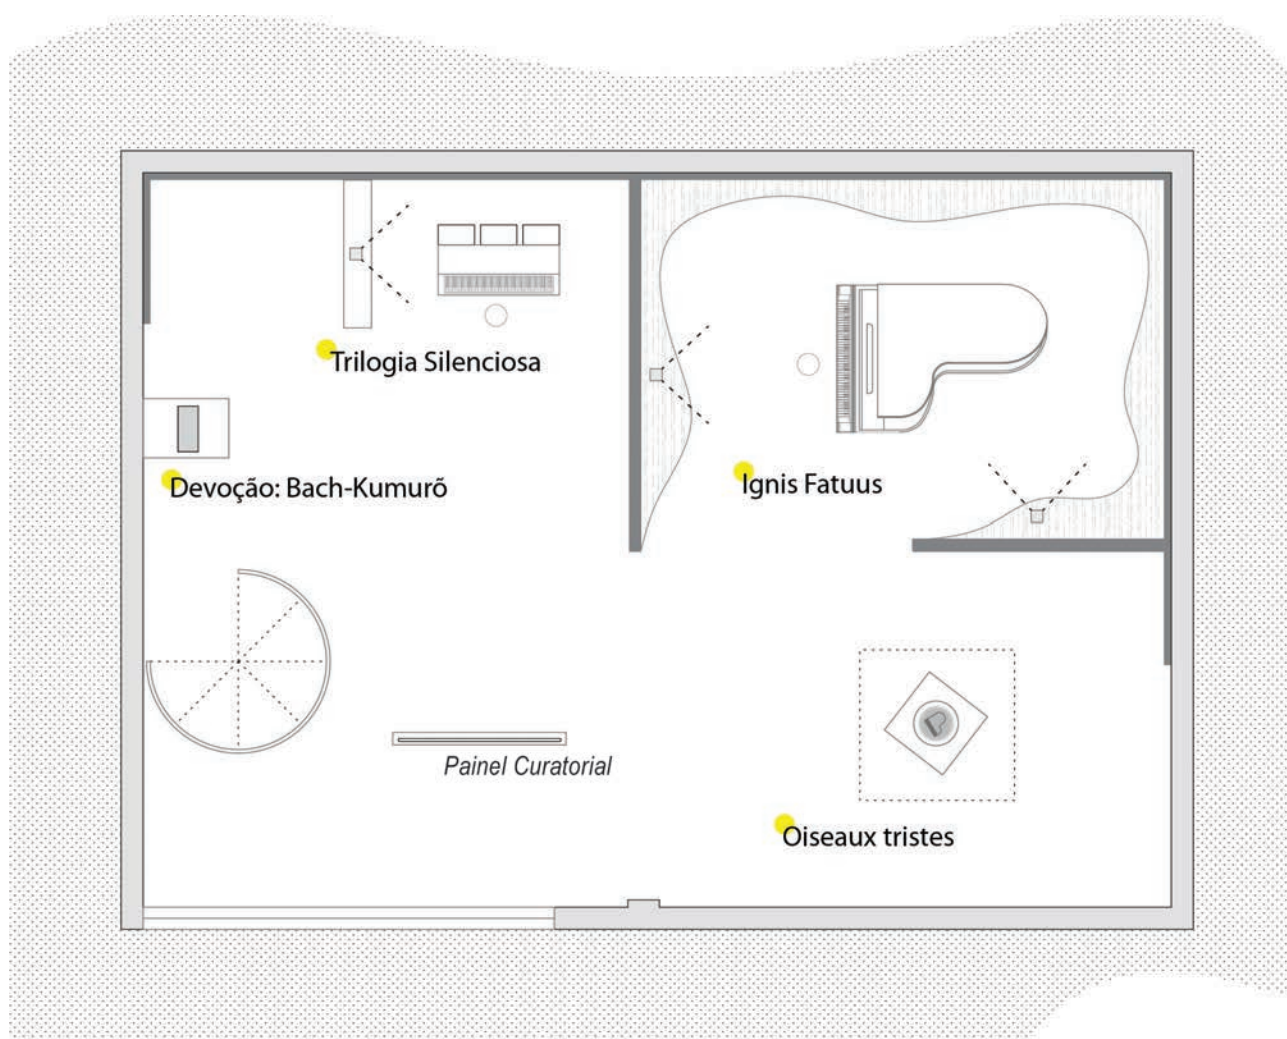 Trilogia Silenciosa
Devoção: Bach-Kumurõ
Ignis Fatuus
Painel Curatorial
Oiseaux tristes